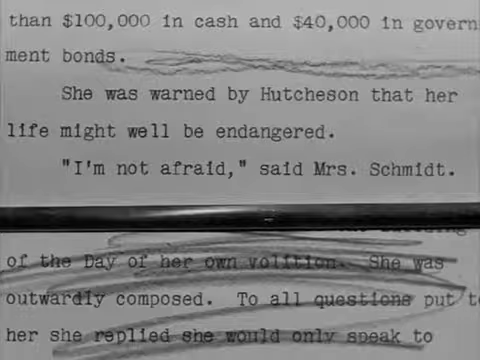 than $100,000 in cash and $40,000 in govern
ment bonds.
She was warned by Hutcheson that her
life might well be endangered.
"I'm not afraid," said Mrs. Schmidt.
of the Day of her own volition. She was
outwardly composed. To all questions put t
her she replied she would only speak to